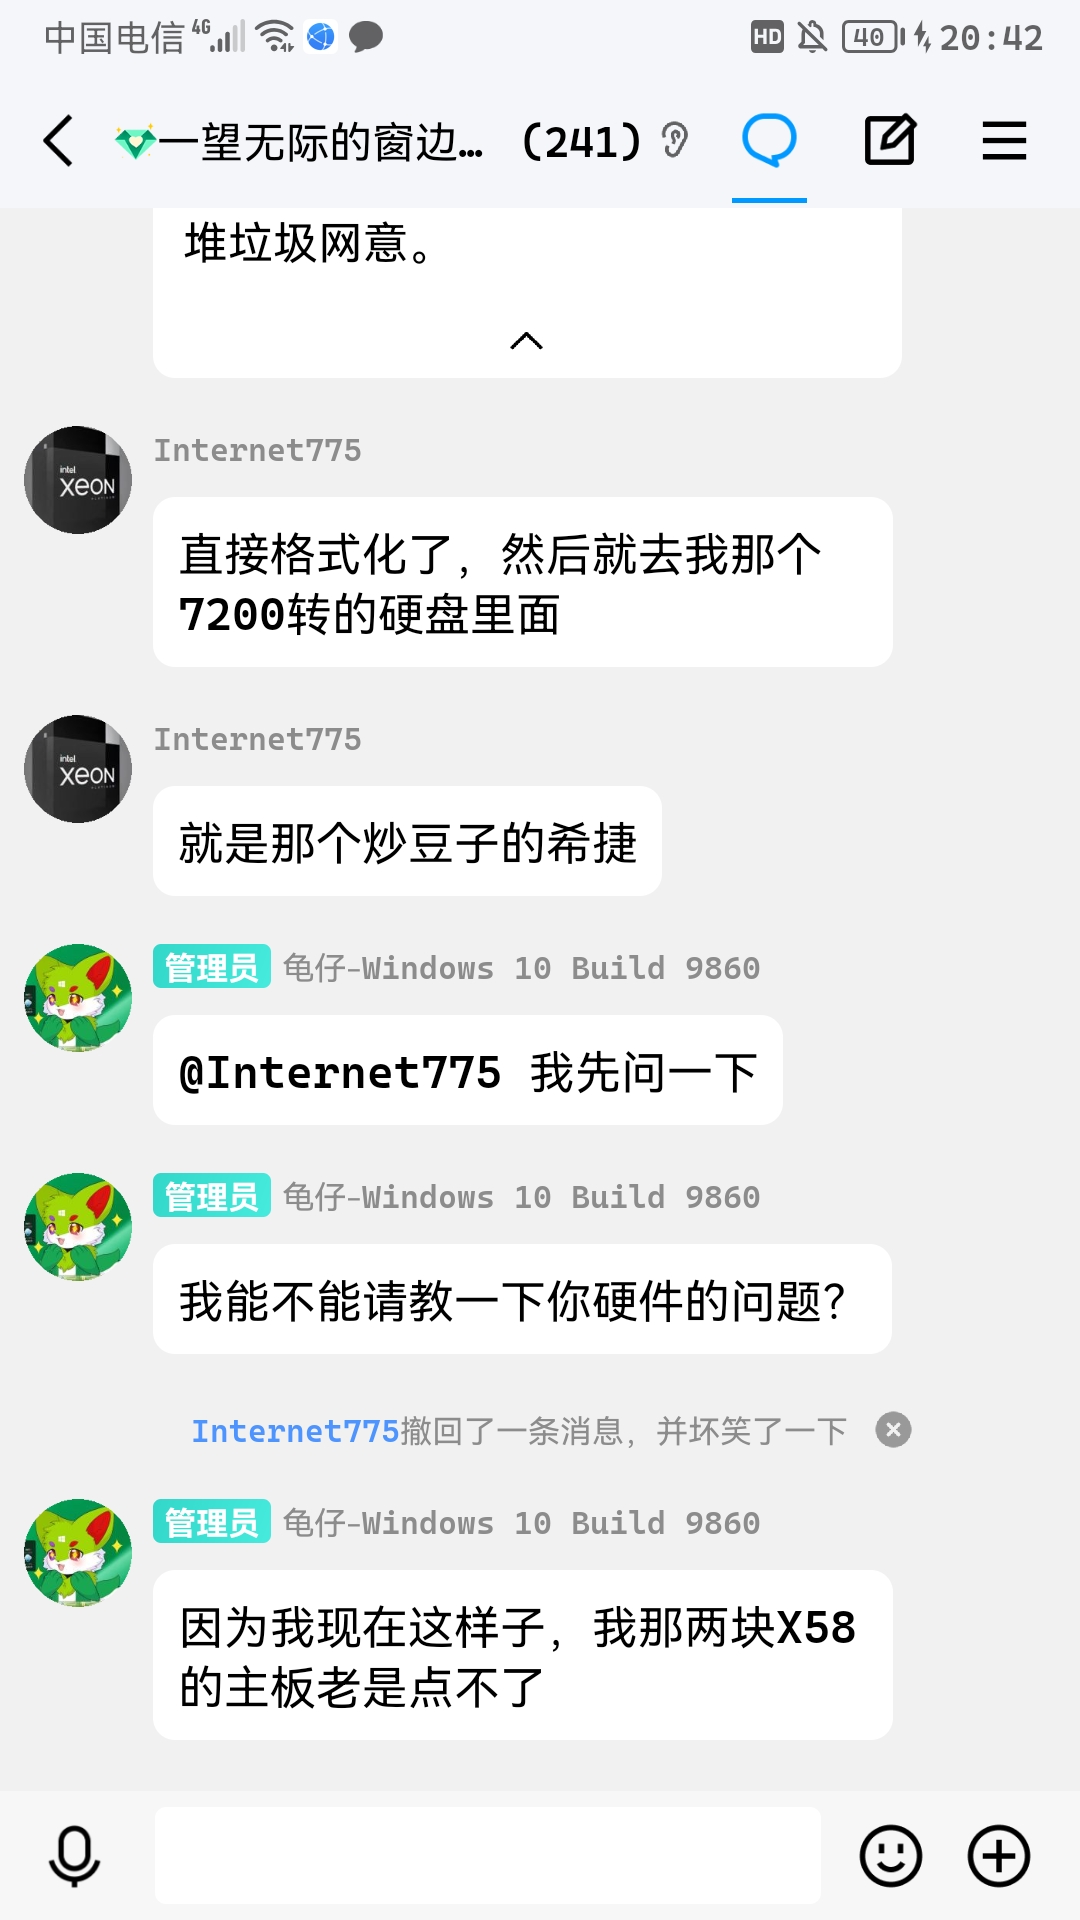 中国电信 4G HD 40 20:42
一望无际的窗边... (241)
堆垃圾网意。
Internet775
intel
XEON
直接格式化了，然后就去我那个
7200转的硬盘里面
Internet775
intel
XEON
就是那个炒豆子的希捷
管理员 龟仔-Windows 10 Build 9860
@Internet775 我先问一下
管理员 龟仔-Windows 10 Build 9860
我能不能请教一下你硬件的问题？
Internet775撤回了一条消息，并坏笑了一下
管理员 龟仔-Windows 10 Build 9860
因为我现在这样子，我那两块X58
的主板老是点不了